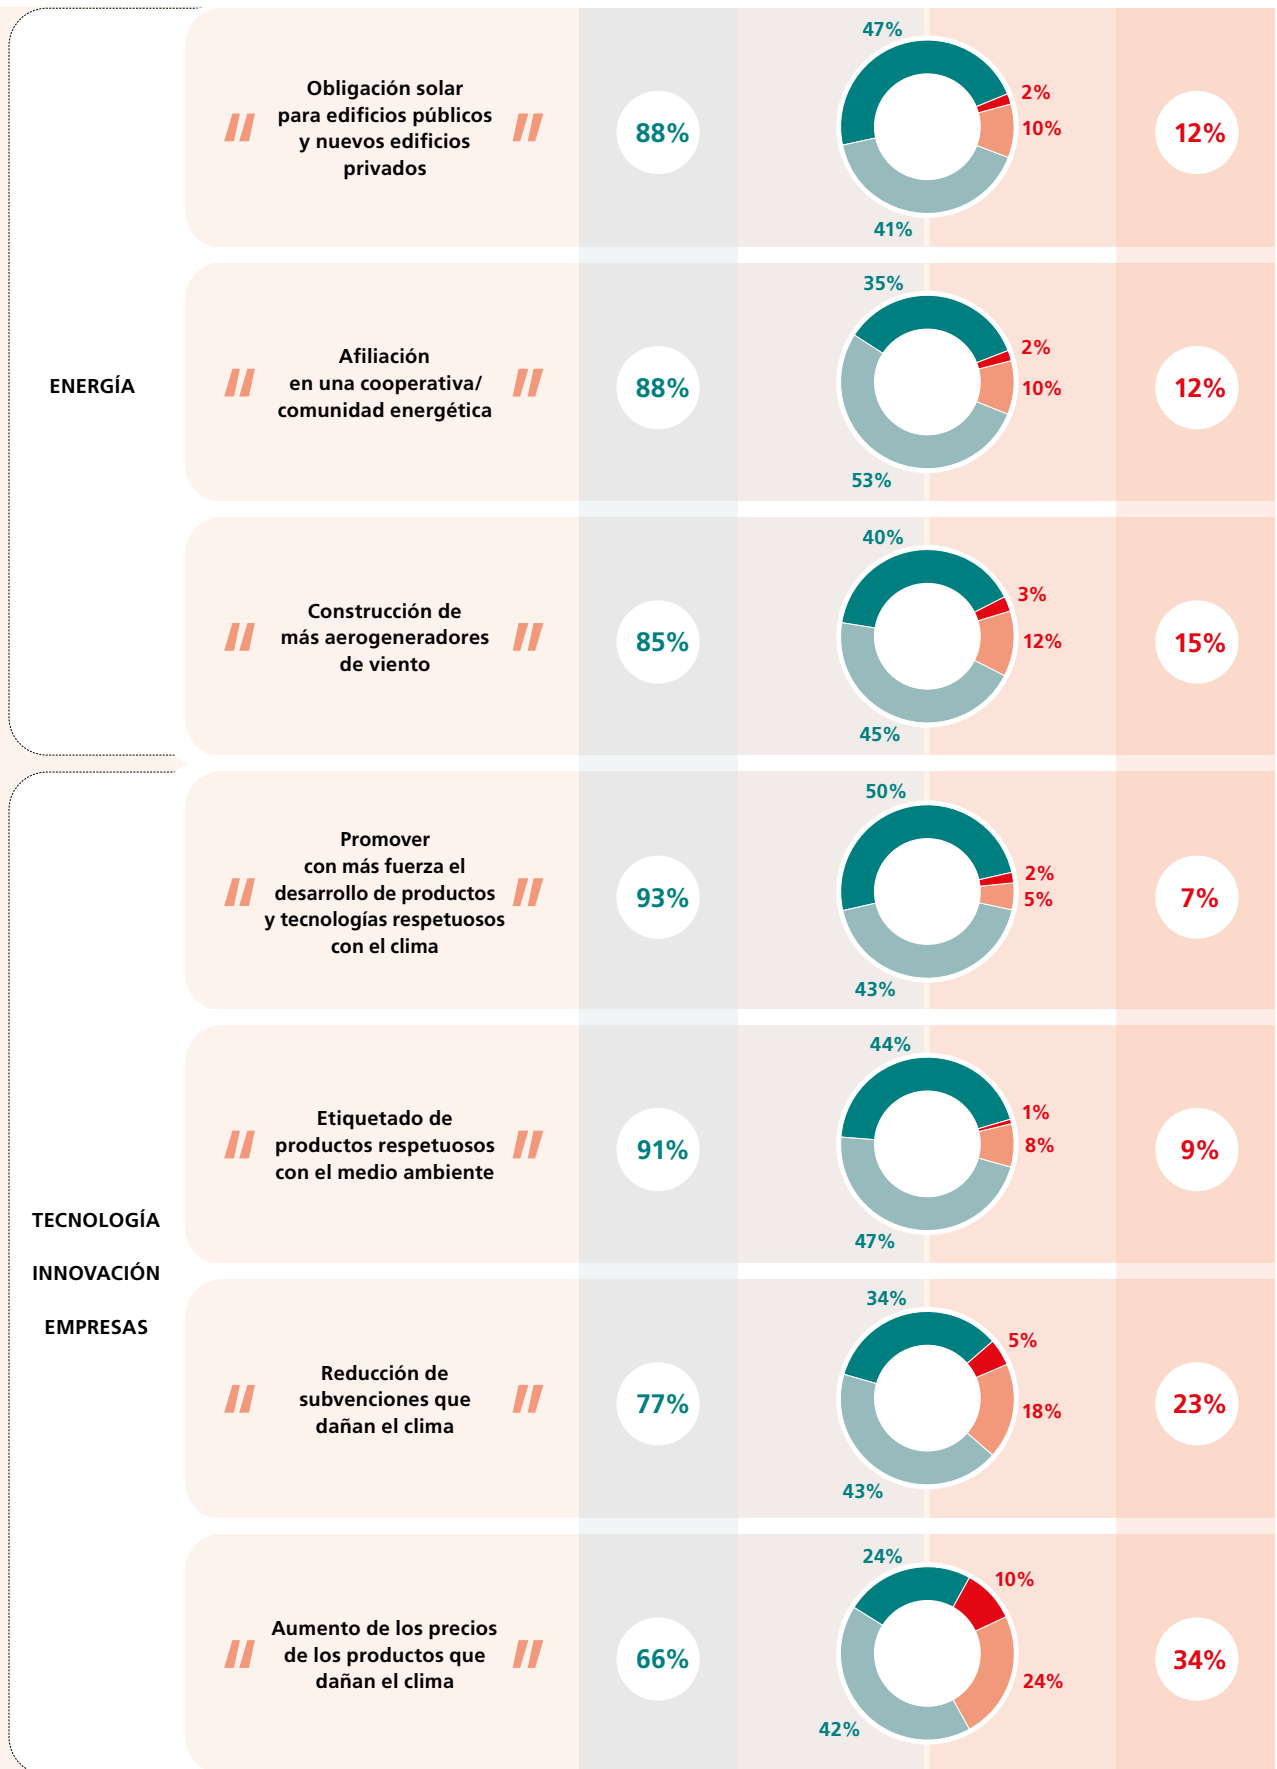 ENERGÍA
Obligación solar
para edificios públicos
y nuevos edificios
privados
88%
47%
2%
10%
41%
12%
Afiliación
en una cooperativa/
comunidad energética
88%
35%
2%
10%
53%
12%
Construcción de
más aerogeneradores
de viento
85%
40%
3%
12%
45%
15%
TECNOLOGÍA
INNOVACIÓN
EMPRESAS
Promover
con más fuerza el
desarrollo de productos
y tecnologías respetuosos
con el clima
93%
50%
2%
5%
43%
7%
Etiquetado de
productos respetuosos
con el medio ambiente
91%
44%
1%
8%
47%
9%
Reducción de
subvenciones que
dañan el clima
77%
34%
5%
18%
43%
23%
Aumento de los precios
de los productos que
dañan el clima
66%
24%
10%
24%
42%
34%